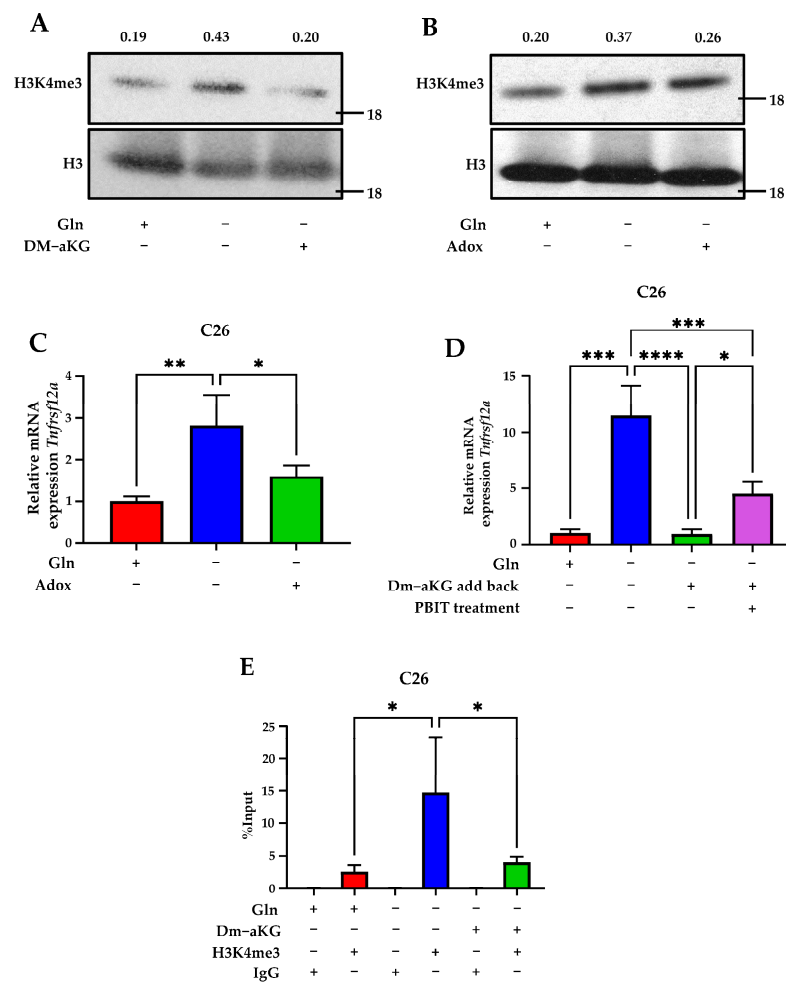 A
0.19 0.43 0.20
H3K4me3
18
H3
18
Gln + − −
DM−aKG − − +
B
0.20 0.37 0.26
H3K4me3
18
H3
18
Gln + − −
Adox − − +
C
C26
** *
Relative mRNA
expression Tnfrsf12a
4
3
2
1
0
Gln + − −
Adox − − +
D
C26
***
*** **** *
Relative mRNA
expression Tnfrsf12a
15
10
5
0
Gln + − − −
Dm−aKG add back − − + +
PBIT treatment − − − +
E
C26
* *
%Input
25
20
15
10
5
0
Gln + + − − − −
Dm−aKG − − − − + +
H3K4me3 − + − + − +
IgG + − + − + −